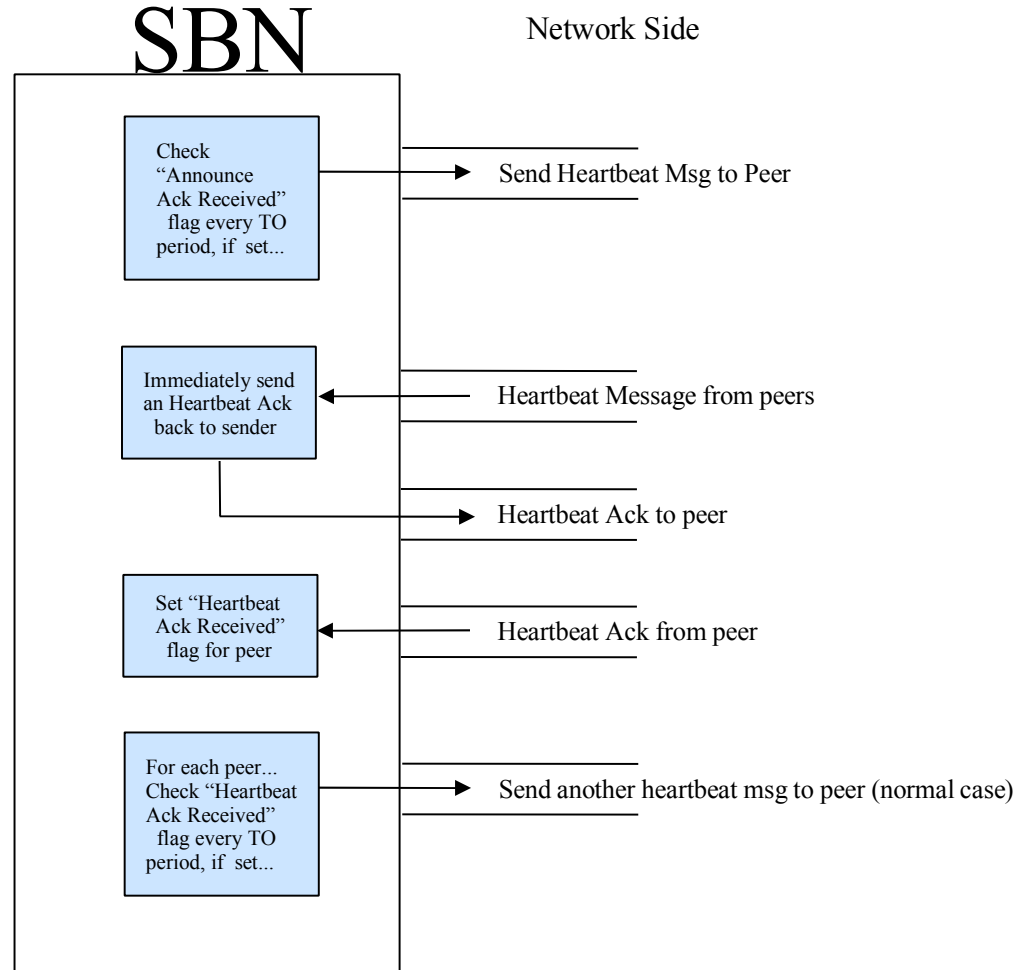 SBN
Network Side
Check
“Announce
Ack Received”
flag every TO
period, if set...
Send Heartbeat Msg to Peer
Immediately send
an Heartbeat Ack
back to sender
Heartbeat Message from peers
Heartbeat Ack to peer
Set “Heartbeat
Ack Received”
flag for peer
Heartbeat Ack from peer
For each peer...
Check “Heartbeat
Ack Received”
flag every TO
period, if set...
Send another heartbeat msg to peer (normal case)